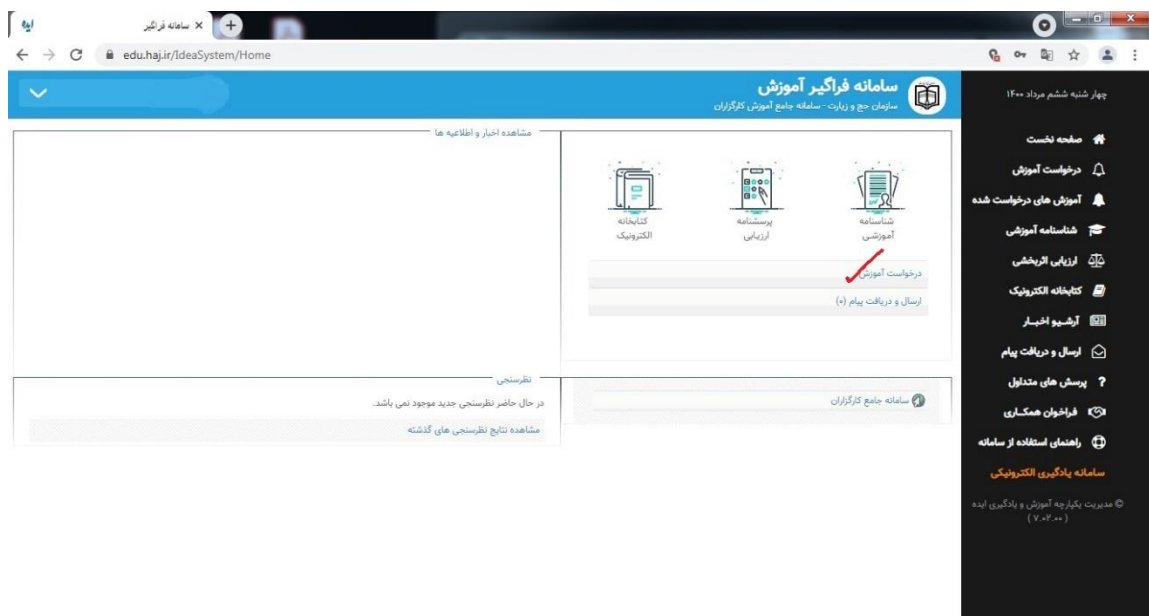 سامانه فراگیر
edu.haj.ir/IdeaSystem/Home
چهار شنبه ششم مرداد ۱۴۰۰
سامانه فراگیر آموزش
سازمان حج و زیارت - سامانه جامع آموزش کارگزاران
صفحه نخست
درخواست آموزش
آموزش های درخواست شده
شناسنامه آموزشی
ارزیابی اثربخشی
کتابخانه الکترونیک
آرشیو اخبـار
ارسال و دریافت پیام
پرسش های متداول
فراخوان همکـاری
راهنمای استفاده از سامانه
سامانه یادگیری الکترونیکی
© مدیریت یکپارچه آموزش و یادگیری ایده
( ۷.۰۲.۰۰ )
شناسنامه
آموزشی
پرسشنامه
ارزیابی
کتابخانه
الکترونیک
درخواست آموزش
ارسال و دریافت پیام (۰)
سامانه جامع کارگزاران
مشاهده اخبار و اطلاعیه ها
نظرسنجی
در حال حاضر نظرسنجی جدید موجود نمی باشد.
مشاهده نتایج نظرسنجی های گذشته